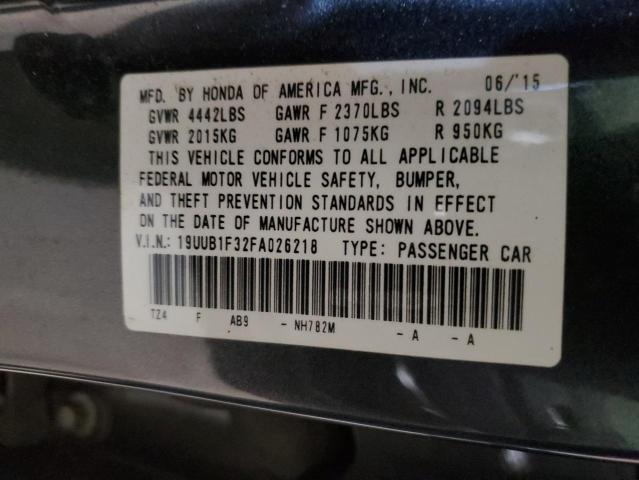 MFD. BY HONDA OF AMERICA MFG., INC. 06/'15
GVWR 4442LBS GAWR F 2370LBS R 2094LBS
GVWR 2015KG GAWR F 1075KG R 950KG
THIS VEHICLE CONFORMS TO ALL APPLICABLE
FEDERAL MOTOR VEHICLE SAFETY, BUMPER,
AND THEFT PREVENTION STANDARDS IN EFFECT
ON THE DATE OF MANUFACTURE SHOWN ABOVE.
V.I.N.: 19UUB1F32FA026218 TYPE: PASSENGER CAR
TZ4 F AB9 - NH782M - A - A